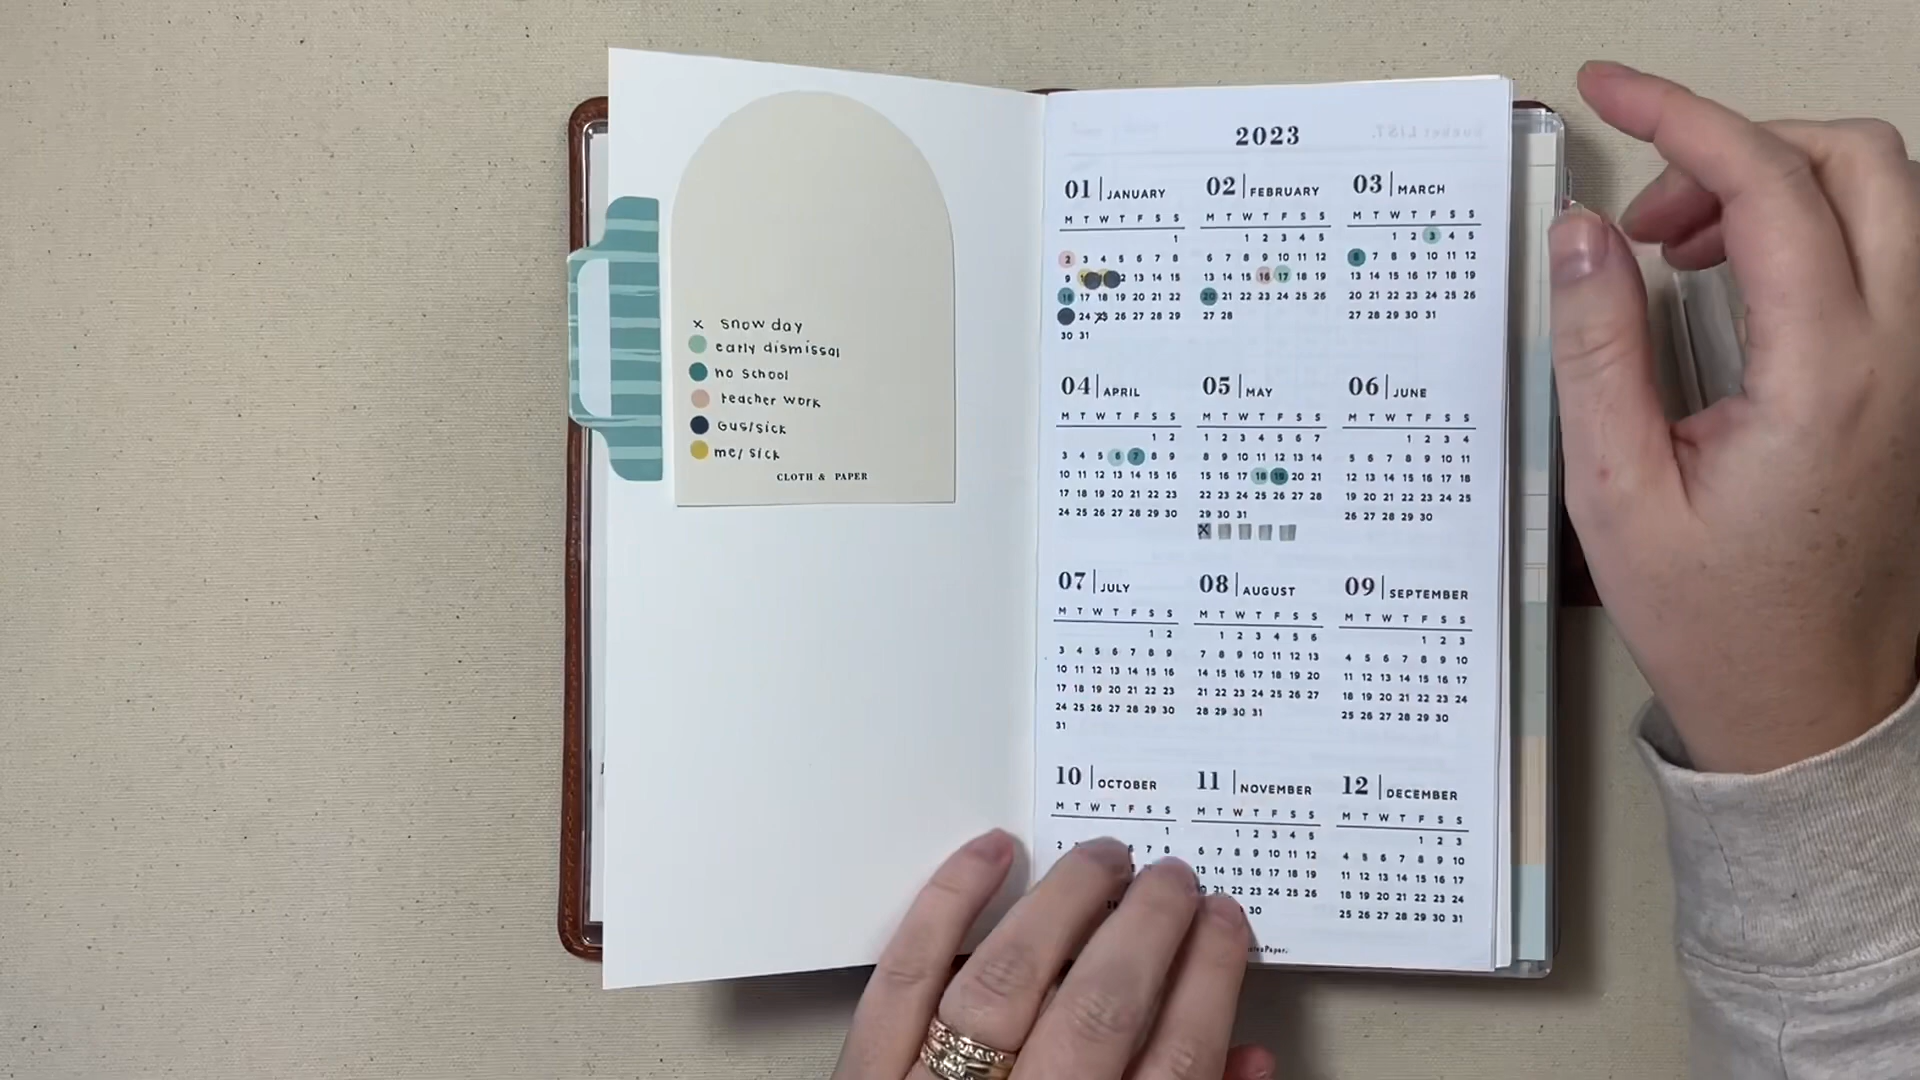 x snow day
early dismissal
no school
teacher work
Gus/sick
me/sick
CLOTH & PAPER
bucket LIST.
2023
01 | JANUARY
M T W T F S S
1
2 3 4 5 6 7 8
9 13 14 15
16 17 18 19 20 21 22
24 25 26 27 28 29
30 31
02 | FEBRUARY
M T W T F S S
1 2 3 4 5
6 7 8 9 10 11 12
13 14 15 16 17 18 19
20 21 22 23 24 25 26
27 28
03 | MARCH
M T W T F S S
1 2 3 4 5
6 7 8 9 10 11 12
13 14 15 16 17 18 19
20 21 22 23 24 25 26
27 28 29 30 31
04 | APRIL
M T W T F S S
1 2
3 4 5 6 7 8 9
10 11 12 13 14 15 16
17 18 19 20 21 22 23
24 25 26 27 28 29 30
05 | MAY
M T W T F S S
1 2 3 4 5 6 7
8 9 10 11 12 13 14
15 16 17 18 19 20 21
22 23 24 25 26 27 28
29 30 31
X
06 | JUNE
M T W T F S S
1 2 3 4
5 6 7 8 9 10 11
12 13 14 15 16 17 18
19 20 21 22 23 24 25
26 27 28 29 30
07 | JULY
M T W T F S S
1 2
3 4 5 6 7 8 9
10 11 12 13 14 15 16
17 18 19 20 21 22 23
24 25 26 27 28 29 30
31
08 | AUGUST
M T W T F S S
1 2 3 4 5 6
7 8 9 10 11 12 13
14 15 16 17 18 19 20
21 22 23 24 25 26 27
28 29 30 31
09 | SEPTEMBER
M T W T F S S
1 2 3
4 5 6 7 8 9 10
11 12 13 14 15 16 17
18 19 20 21 22 23 24
25 26 27 28 29 30
10 | OCTOBER
M T W T F S S
1
2 6 7 8
11 | NOVEMBER
M T W T F S S
1 2 3 4 5
6 7 8 9 10 11 12
13 14 15 16 17 18 19
21 22 23 24 25 26
30
12 | DECEMBER
M T W T F S S
1 2 3
4 5 6 7 8 9 10
11 12 13 14 15 16 17
18 19 20 21 22 23 24
25 26 27 28 29 30 31